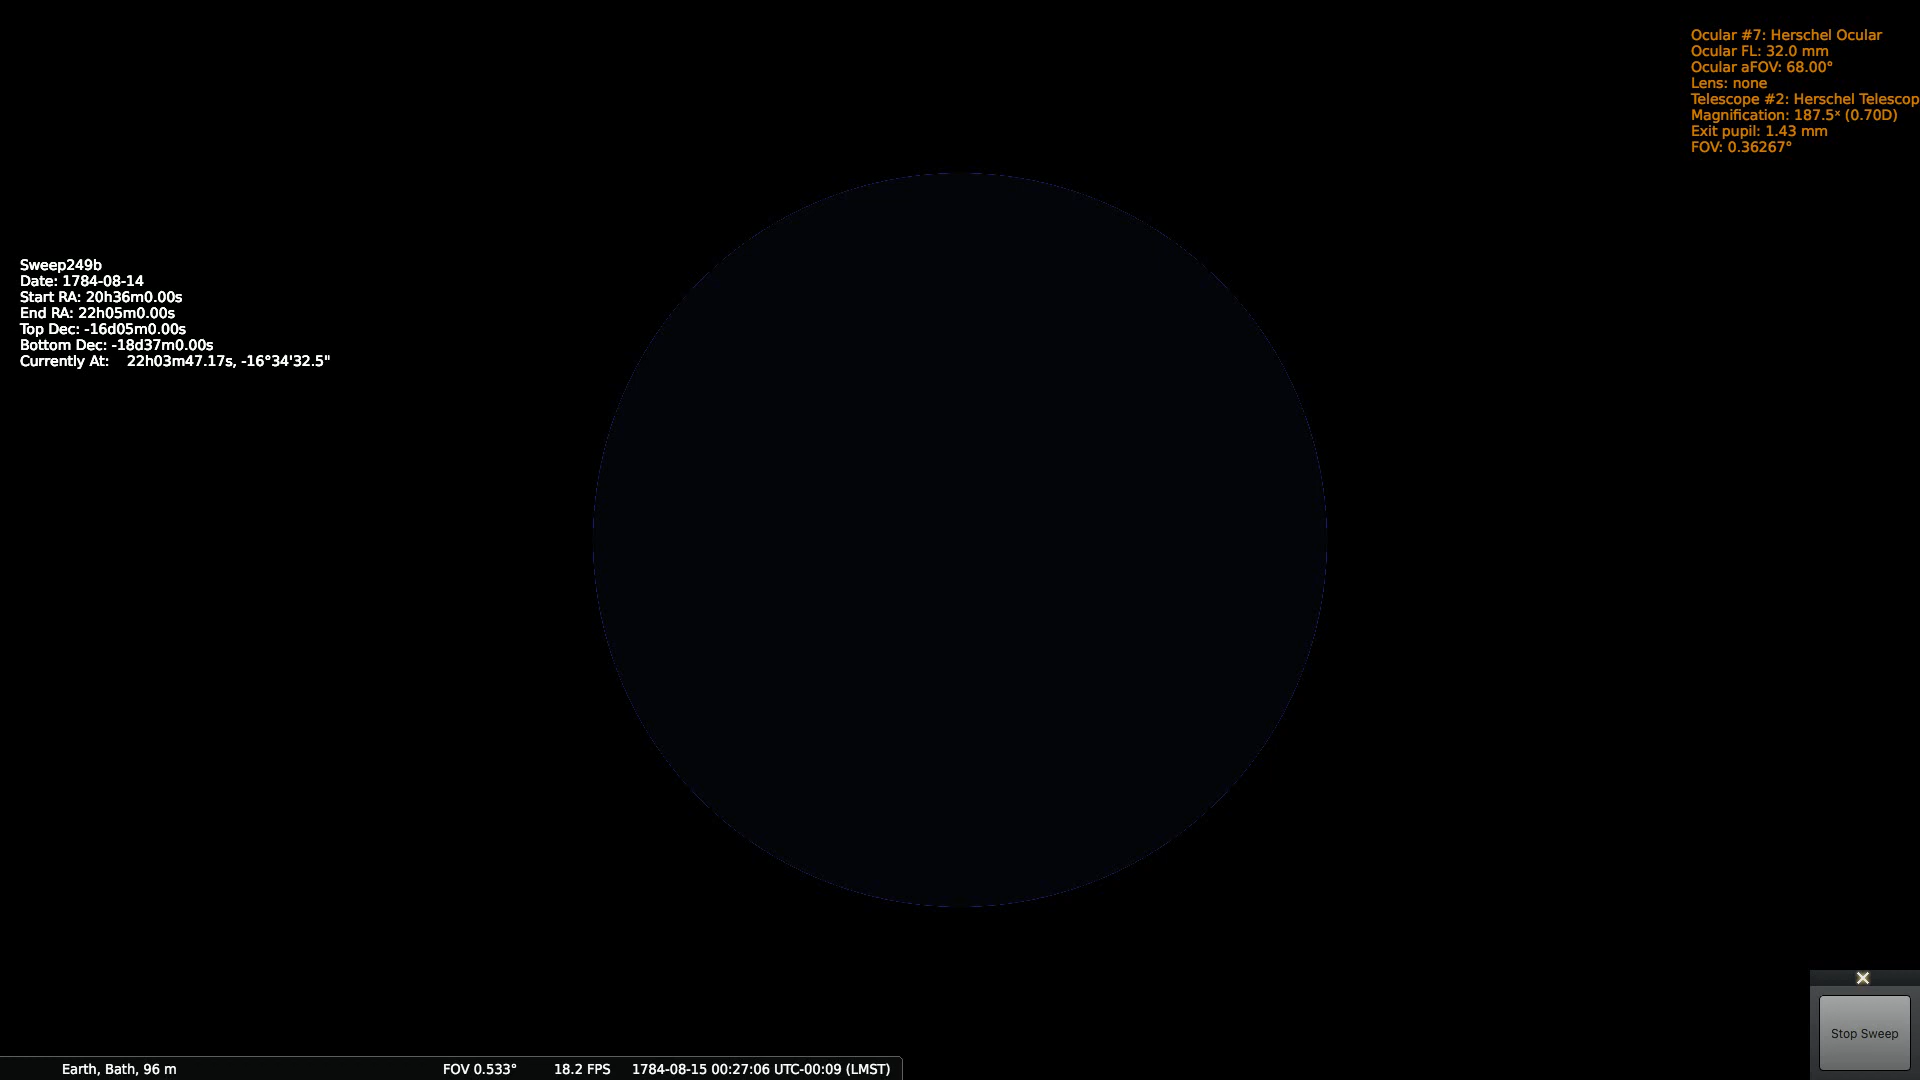 Ocular #7: Herschel Ocular
Ocular FL: 32.0 mm
Ocular aFOV: 68.00°
Lens: none
Telescope #2: Herschel Telescop
Magnification: 187.5ˣ (0.70D)
Exit pupil: 1.43 mm
FOV: 0.36267°
Sweep249b
Date: 1784-08-14
Start RA: 20h36m0.00s
End RA: 22h05m0.00s
Top Dec: -16d05m0.00s
Bottom Dec: -18d37m0.00s
Currently At: 22h03m47.17s, -16°34'32.5"
Stop Sweep
Earth, Bath, 96 m FOV 0.533° 18.2 FPS 1784-08-15 00:27:06 UTC-00:09 (LMST)